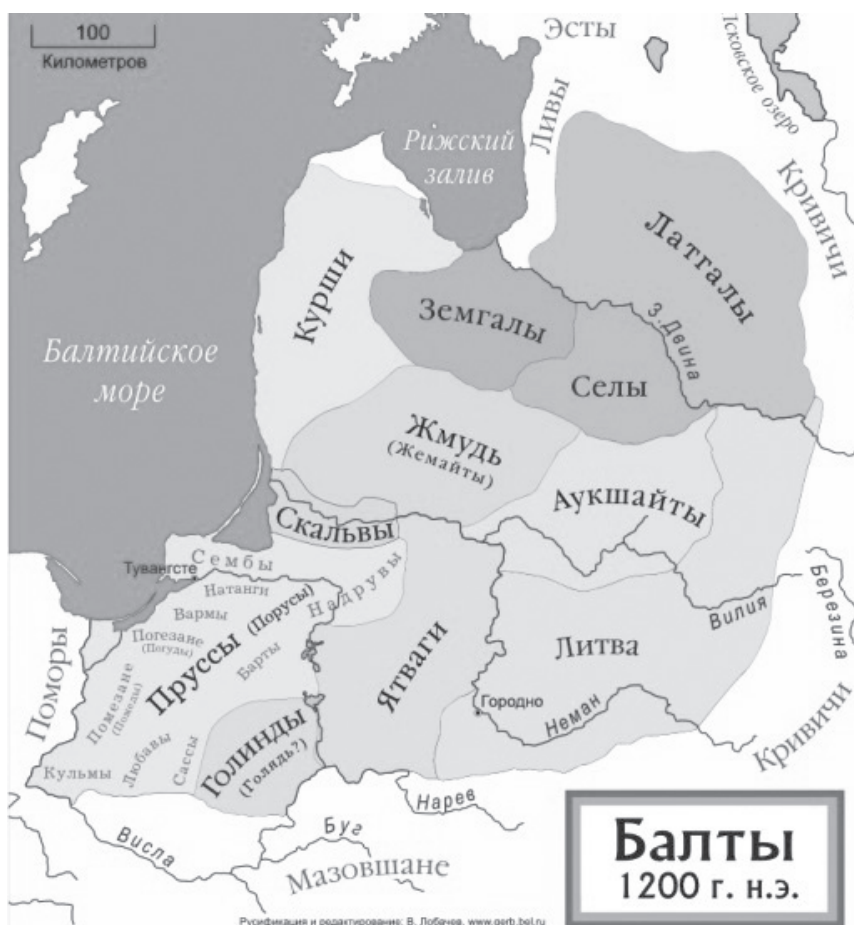 100
Километров
Эсты
Псковское озеро
Ливы
Рижский
залив
Кривичи
Латгалы
Курши
Земгалы
З. Двина
Балтийское
море
Селы
Жмудь
(Жемайты)
Аукшайты
Скальвы
Сембы
Тувангсте
Натанги
Надрувы
Вармы
Погезане
(Погуды)
Пруссы (Порусы)
Барты
Поморы
Помезане
(Помеды)
Ятваги
Литва
Вилия
Березина
Городно
Неман
Кривичи
Голинды
(Голядь?)
Кульмы
Любавы
Сассы
Нарев
Висла
Буг
Мазовшане
Балты
1200 г. н.э.
Русификация и редактирование: В. Лобачев, www.gerb.bel.ru